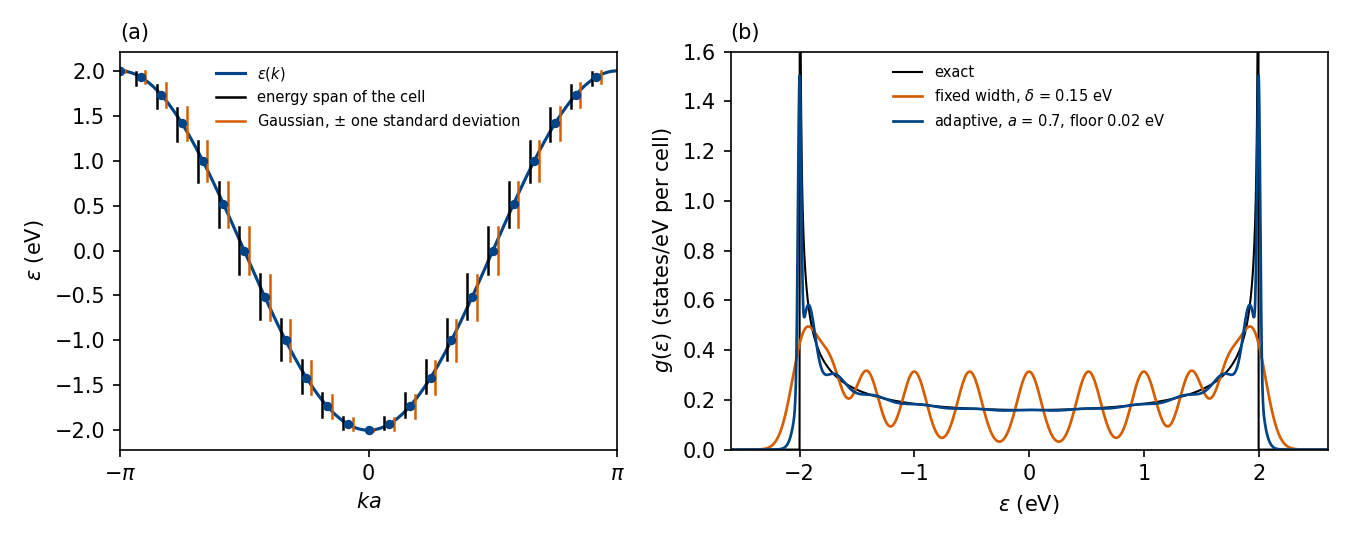 (a)
ε(k)
energy span of the cell
Gaussian, ± one standard deviation
2.0
1.5
1.0
0.5
0.0
−0.5
−1.0
−1.5
−2.0
ε (eV)
−π
0
π
ka
(b)
exact
fixed width, δ = 0.15 eV
adaptive, a = 0.7, floor 0.02 eV
1.6
1.4
1.2
1.0
0.8
0.6
0.4
0.2
0.0
g(ε) (states/eV per cell)
−2
−1
0
1
2
ε (eV)